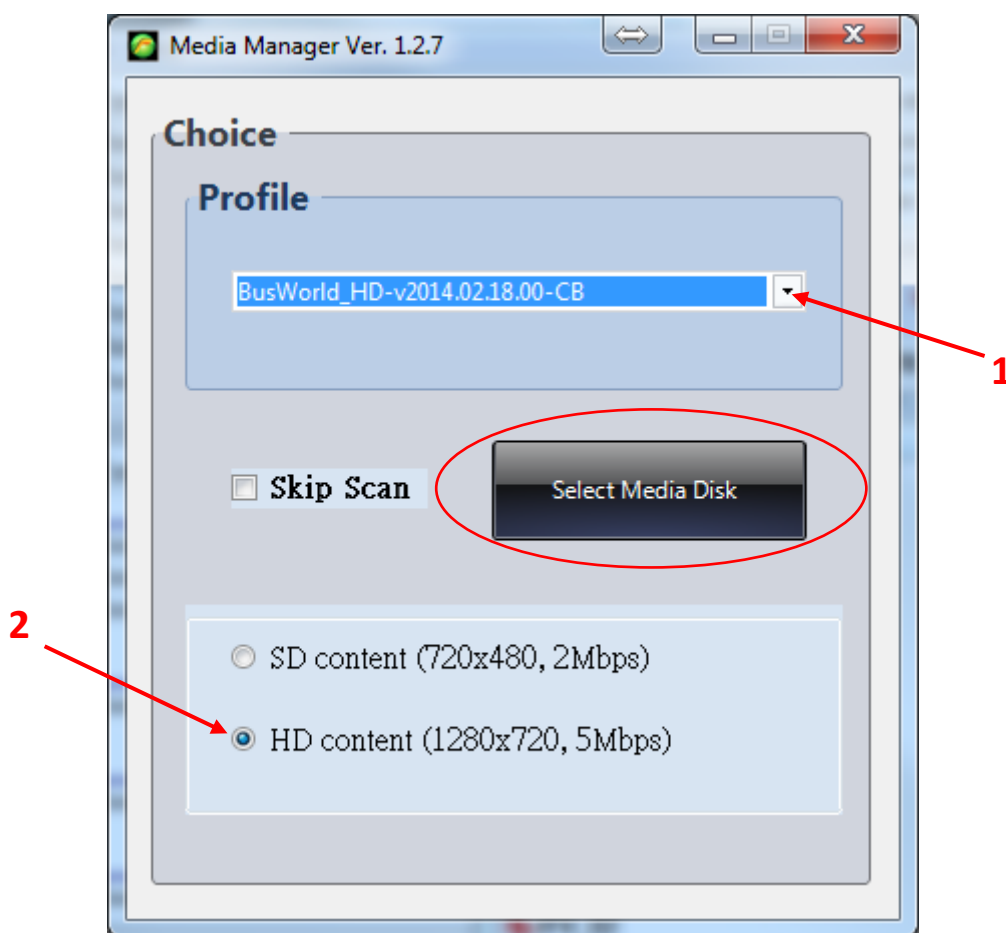 Media Manager Ver. 1.2.7
Choice
Profile
BusWorld_HD-v2014.02.18.00-CB
1
Skip Scan
Select Media Disk
2
SD content (720x480, 2Mbps)
HD content (1280x720, 5Mbps)